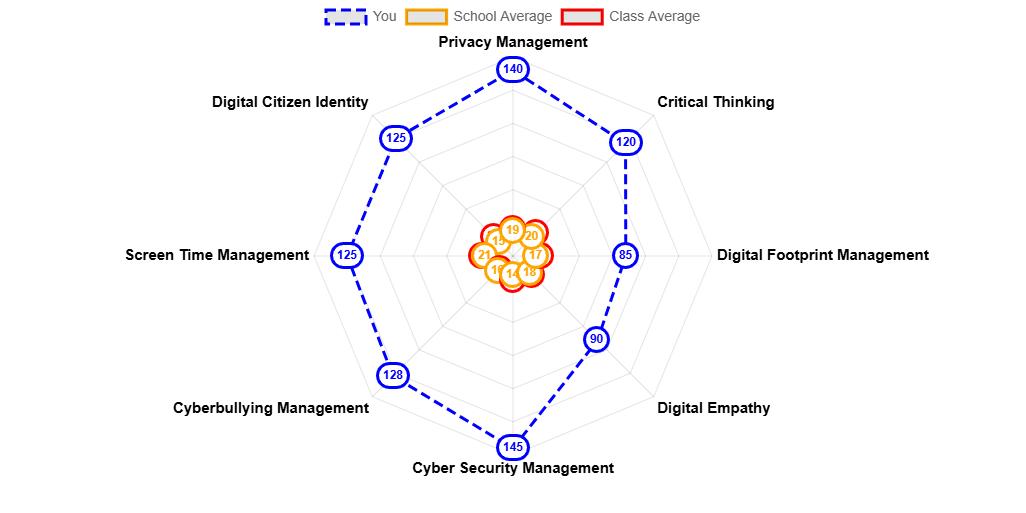 You School Average Class Average
Privacy Management
140
Digital Citizen Identity
Critical Thinking
125
120
19
20
15
Screen Time Management
125
21
17
85
Digital Footprint Management
14
18
90
128
Cyberbullying Management
Digital Empathy
145
Cyber Security Management